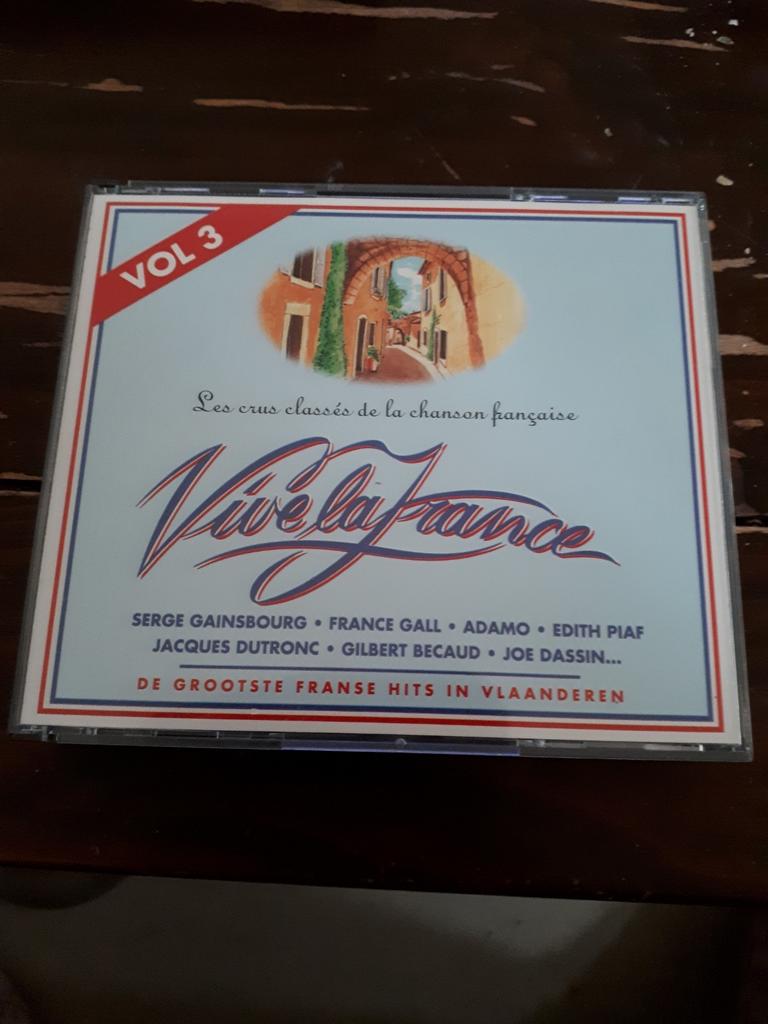 VOL 3
Les crus classés de la chanson française
Vive la France
SERGE GAINSBOURG • FRANCE GALL • ADAMO • EDITH PIAF
JACQUES DUTRONC • GILBERT BECAUD • JOE DASSIN...
DE GROOTSTE FRANSE HITS IN VLAANDEREN